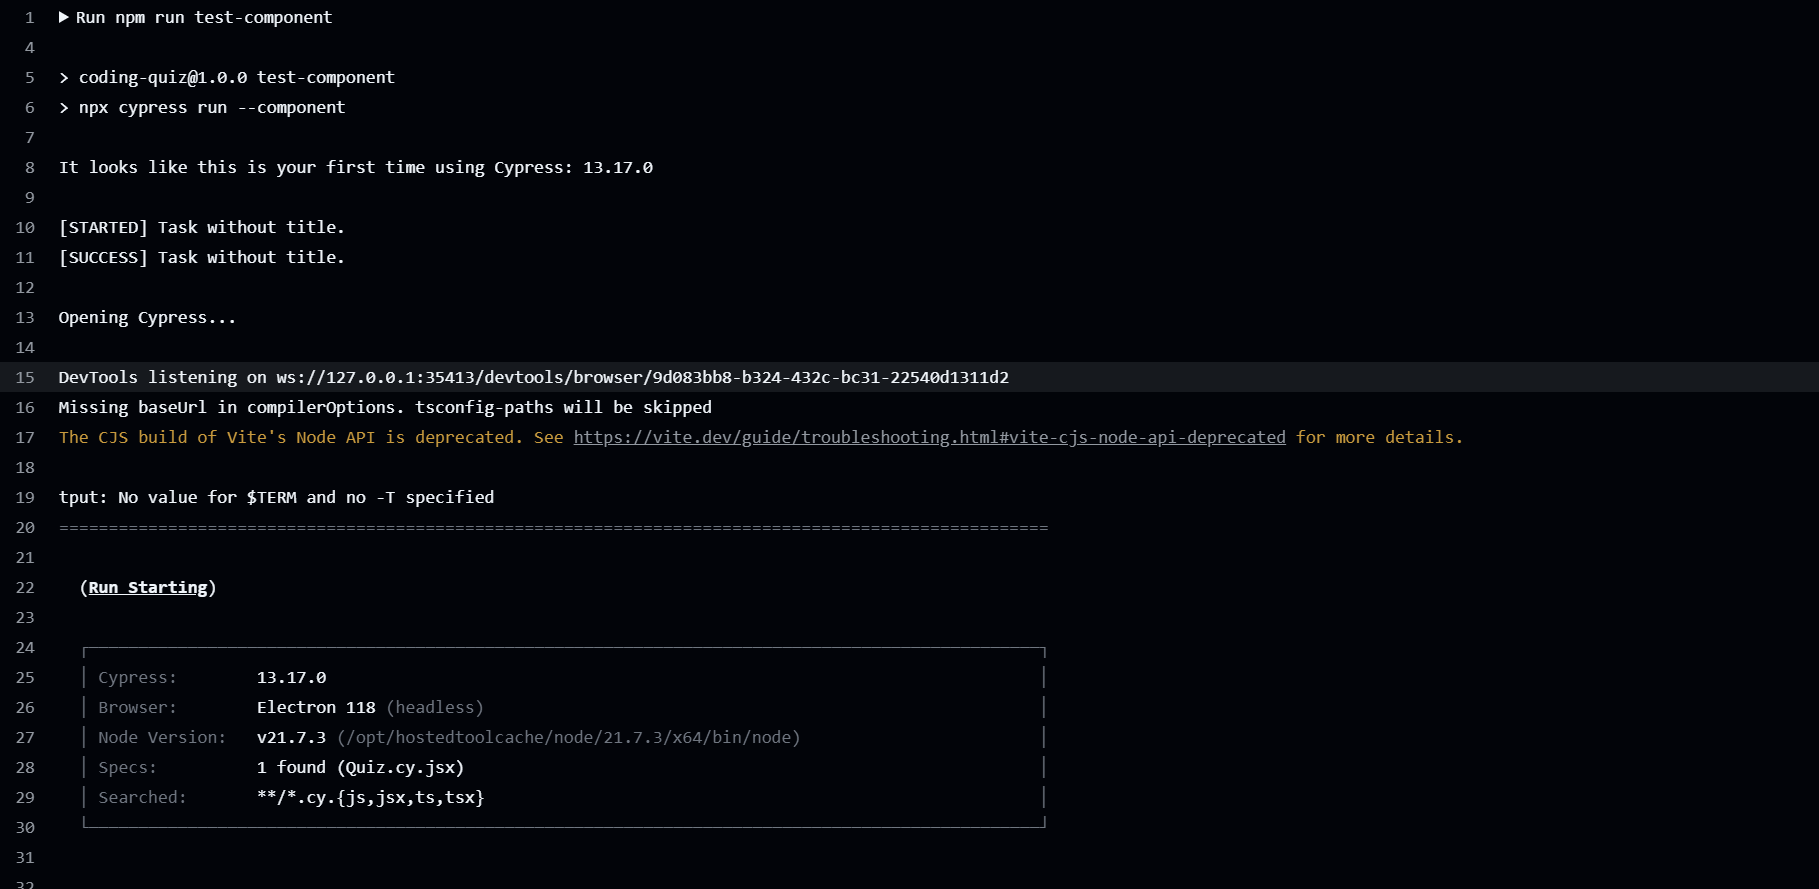 1 ▶ Run npm run test-component
4
5 > coding-quiz@1.0.0 test-component
6 > npx cypress run --component
7
8 It looks like this is your first time using Cypress: 13.17.0
9
10 [STARTED] Task without title.
11 [SUCCESS] Task without title.
12
13 Opening Cypress...
14
15 DevTools listening on ws://127.0.0.1:35413/devtools/browser/9d083bb8-b324-432c-bc31-22540d1311d2
16 Missing baseUrl in compilerOptions. tsconfig-paths will be skipped
17 The CJS build of Vite's Node API is deprecated. See https://vite.dev/guide/troubleshooting.html#vite-cjs-node-api-deprecated for more details.
18
19 tput: No value for $TERM and no -T specified
20 ====================================================================================================
21
22 (Run Starting)
23
24
25 Cypress: 13.17.0
26 Browser: Electron 118 (headless)
27 Node Version: v21.7.3 (/opt/hostedtoolcache/node/21.7.3/x64/bin/node)
28 Specs: 1 found (Quiz.cy.jsx)
29 Searched: **/*.cy.{js,jsx,ts,tsx}
30
31
32